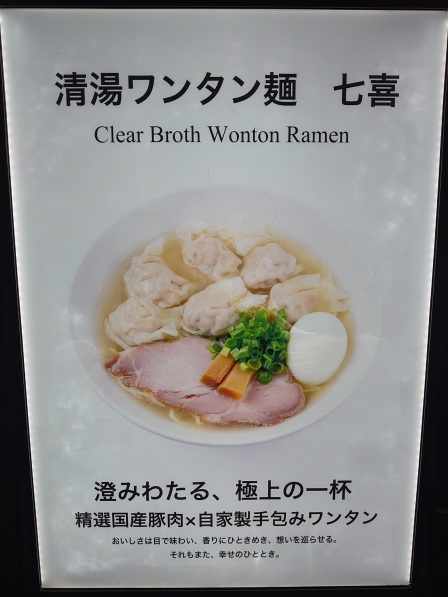 清湯ワンタン麺　七喜
Clear Broth Wonton Ramen
澄みわたる、極上の一杯
精選国産豚肉×自家製手包みワンタン
おいしさは目で味わい、香りにひときめき、想いを巡らせる。
それもまた、幸せのひととき。